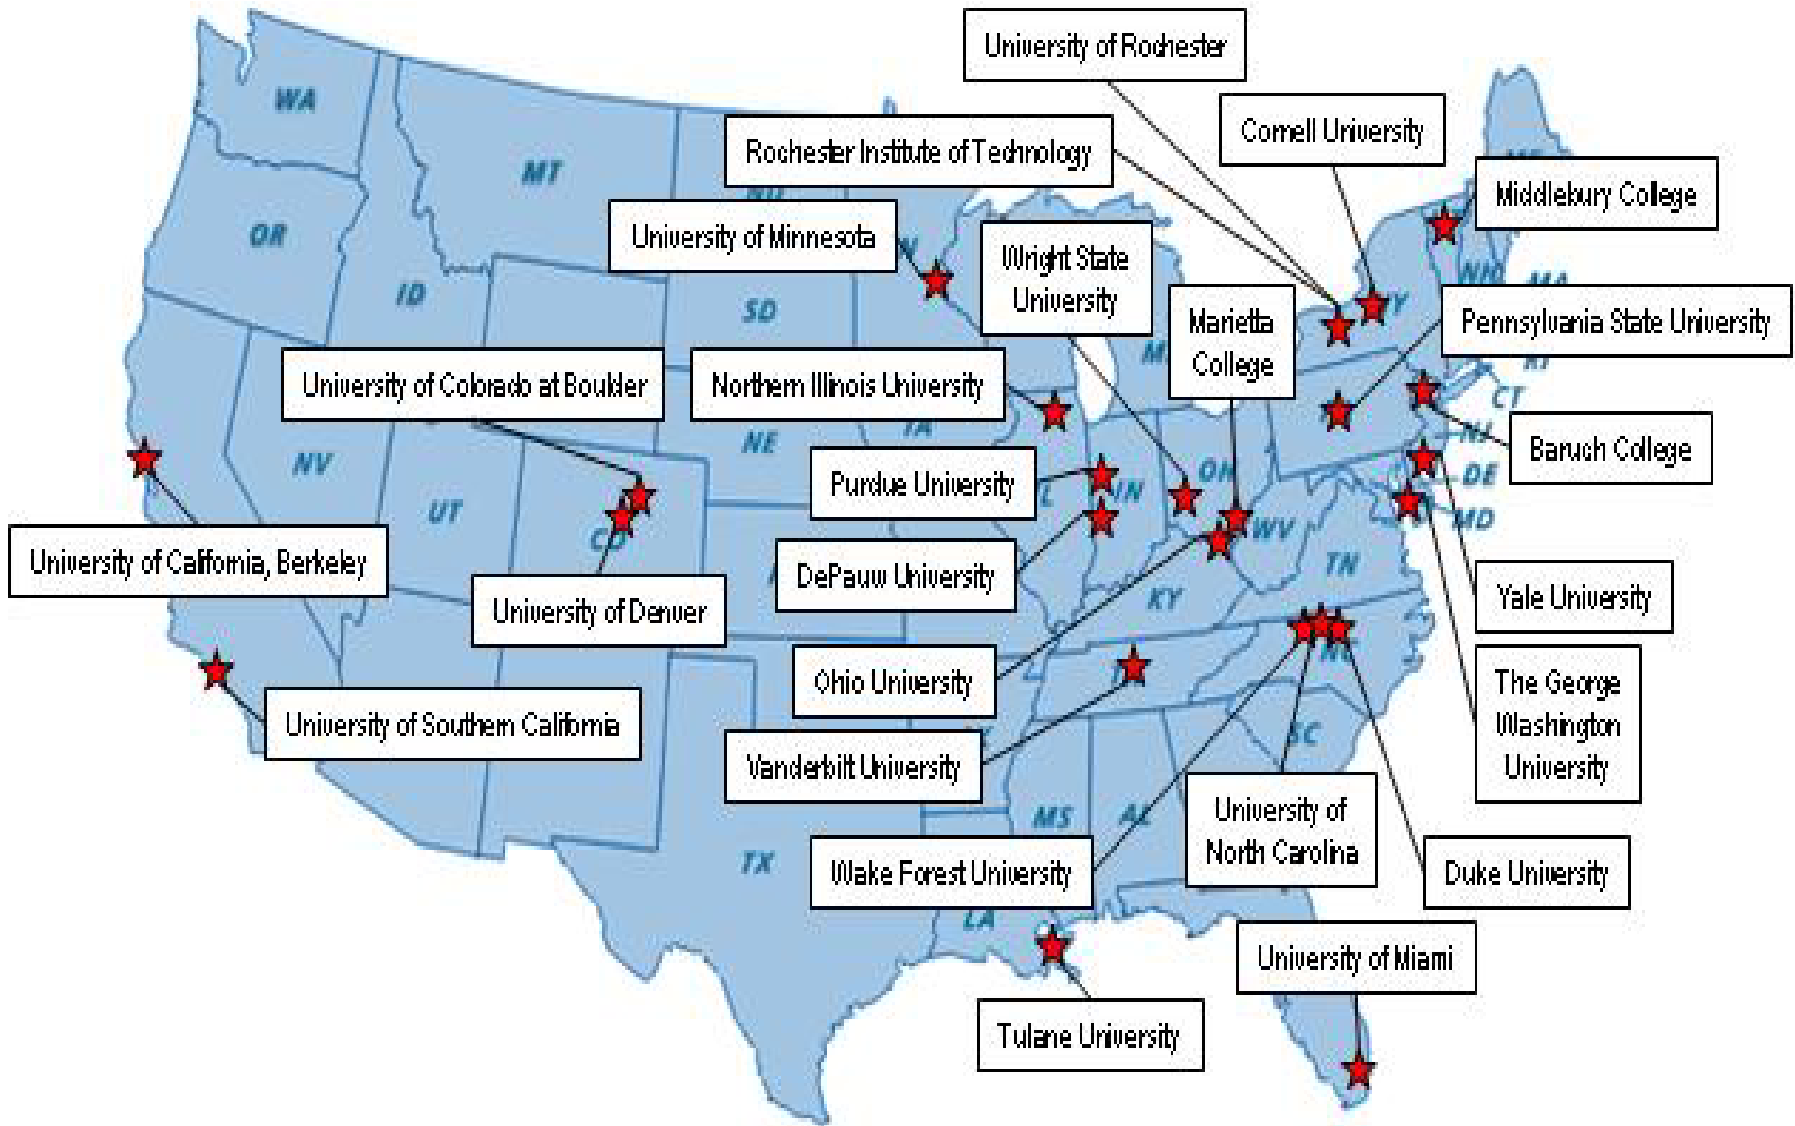 University of Rochester
Cornell University
WA
Rochester Institute of Technology
MT
Middlebury College
University of Minnesota
OR
Wright State
University
NH
MA
ID
SD
NY
Marietta
College
Pennsylvania State University
University of Colorado at Boulder
Northern Illinois University
CT
IA
NE
NJ
Baruch College
NV
OH
Purdue University
IN
DE
UT
CO
WV
MD
University of California, Berkeley
DePauw University
TN
KY
Yale University
University of Denver
NC
Ohio University
The George
Washington
University
University of Southern California
SC
Vanderbilt University
MS
AL
University of
North Carolina
TX
Wake Forest University
Duke University
LA
University of Miami
Tulane University